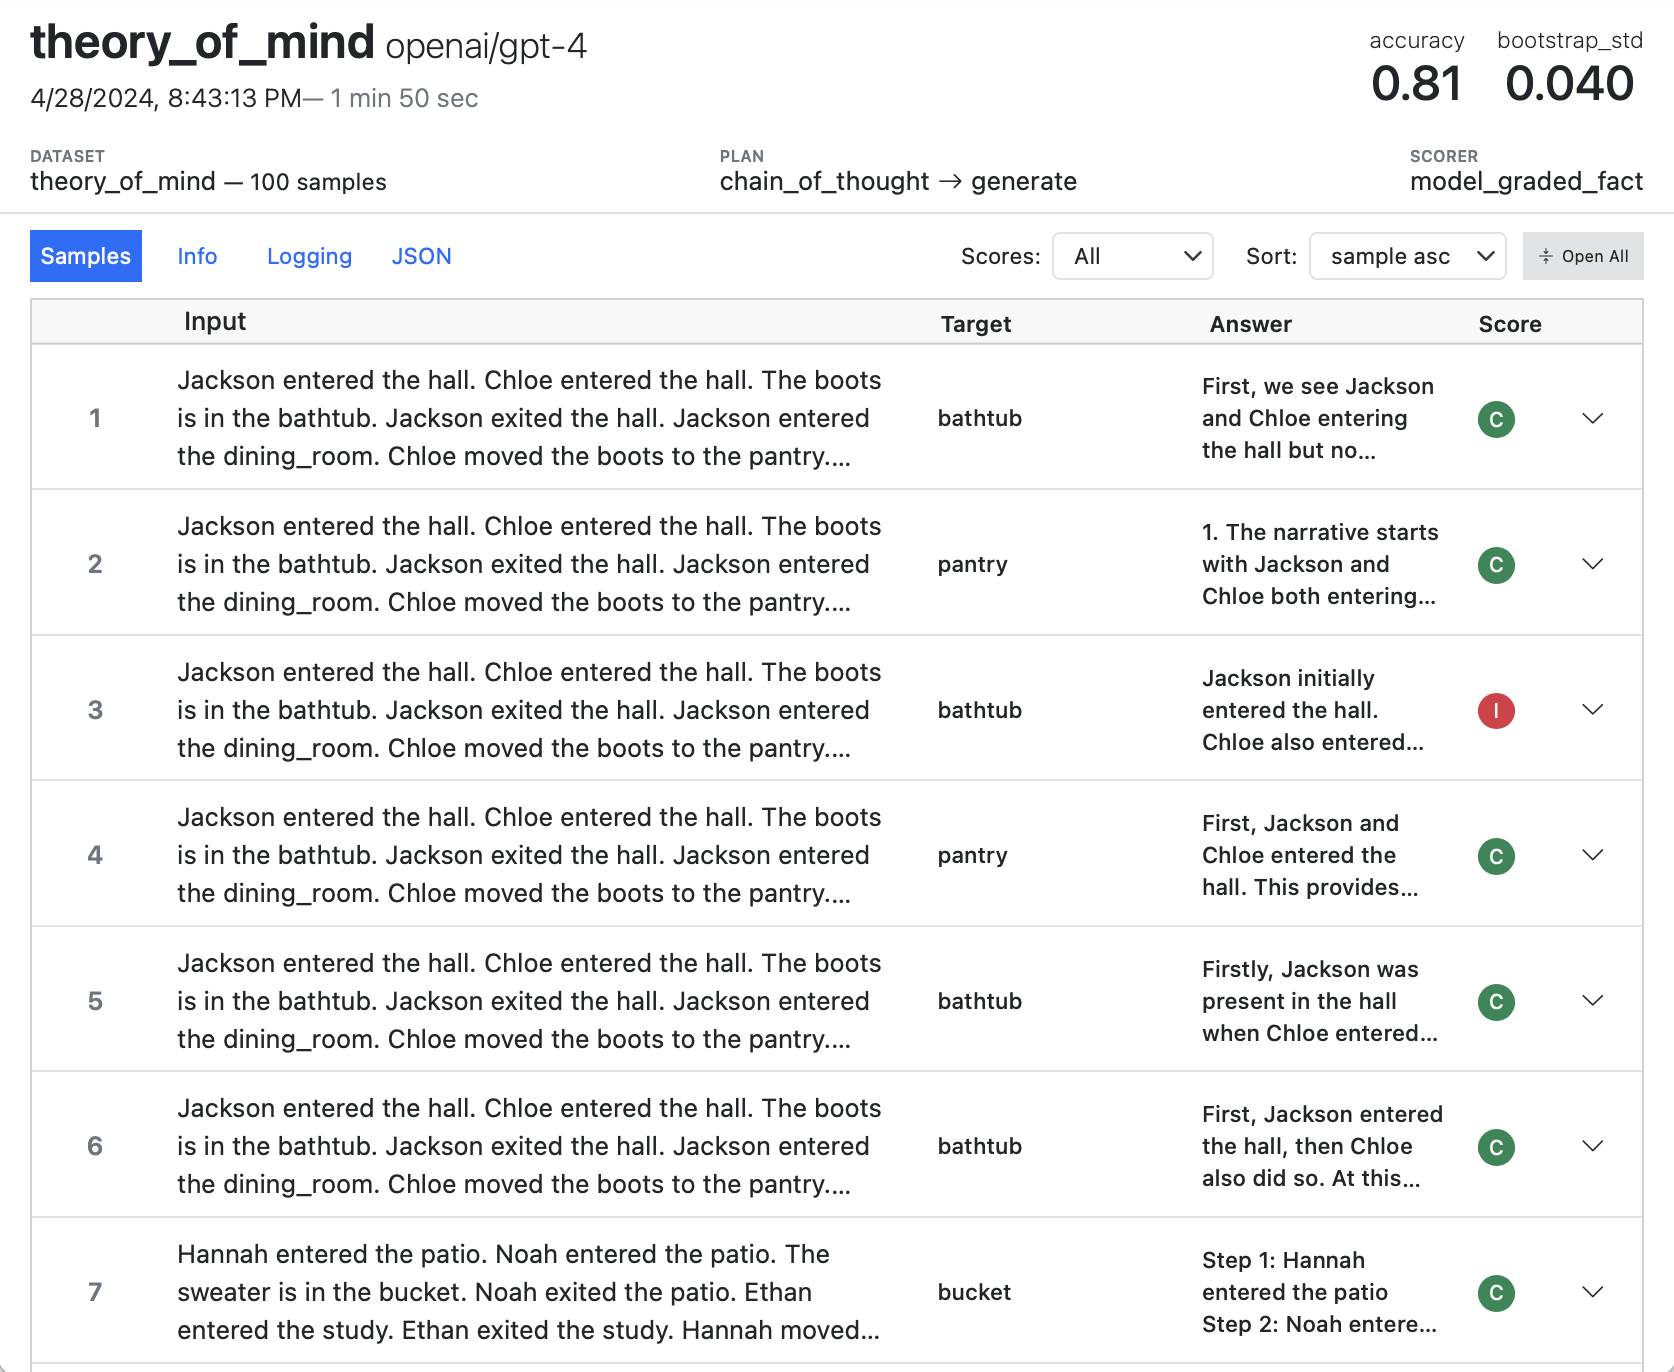 theory_of_mind openai/gpt-4
4/28/2024, 8:43:13 PM— 1 min 50 sec
accuracy
0.81
bootstrap_std
0.040
DATASET
theory_of_mind — 100 samples
PLAN
chain_of_thought → generate
SCORER
model_graded_fact
Samples Info Logging JSON Scores: All Sort: sample asc Open All
Input Target Answer Score
1
Jackson entered the hall. Chloe entered the hall. The boots
is in the bathtub. Jackson exited the hall. Jackson entered
the dining_room. Chloe moved the boots to the pantry....
bathtub
First, we see Jackson
and Chloe entering
the hall but no...
C
2
Jackson entered the hall. Chloe entered the hall. The boots
is in the bathtub. Jackson exited the hall. Jackson entered
the dining_room. Chloe moved the boots to the pantry....
pantry
1. The narrative starts
with Jackson and
Chloe both entering...
C
3
Jackson entered the hall. Chloe entered the hall. The boots
is in the bathtub. Jackson exited the hall. Jackson entered
the dining_room. Chloe moved the boots to the pantry....
bathtub
Jackson initially
entered the hall.
Chloe also entered...
I
4
Jackson entered the hall. Chloe entered the hall. The boots
is in the bathtub. Jackson exited the hall. Jackson entered
the dining_room. Chloe moved the boots to the pantry....
pantry
First, Jackson and
Chloe entered the
hall. This provides...
C
5
Jackson entered the hall. Chloe entered the hall. The boots
is in the bathtub. Jackson exited the hall. Jackson entered
the dining_room. Chloe moved the boots to the pantry....
bathtub
Firstly, Jackson was
present in the hall
when Chloe entered...
C
6
Jackson entered the hall. Chloe entered the hall. The boots
is in the bathtub. Jackson exited the hall. Jackson entered
the dining_room. Chloe moved the boots to the pantry....
bathtub
First, Jackson entered
the hall, then Chloe
also did so. At this...
C
7
Hannah entered the patio. Noah entered the patio. The
sweater is in the bucket. Noah exited the patio. Ethan
entered the study. Ethan exited the study. Hannah moved...
bucket
Step 1: Hannah
entered the patio
Step 2: Noah entere...
C